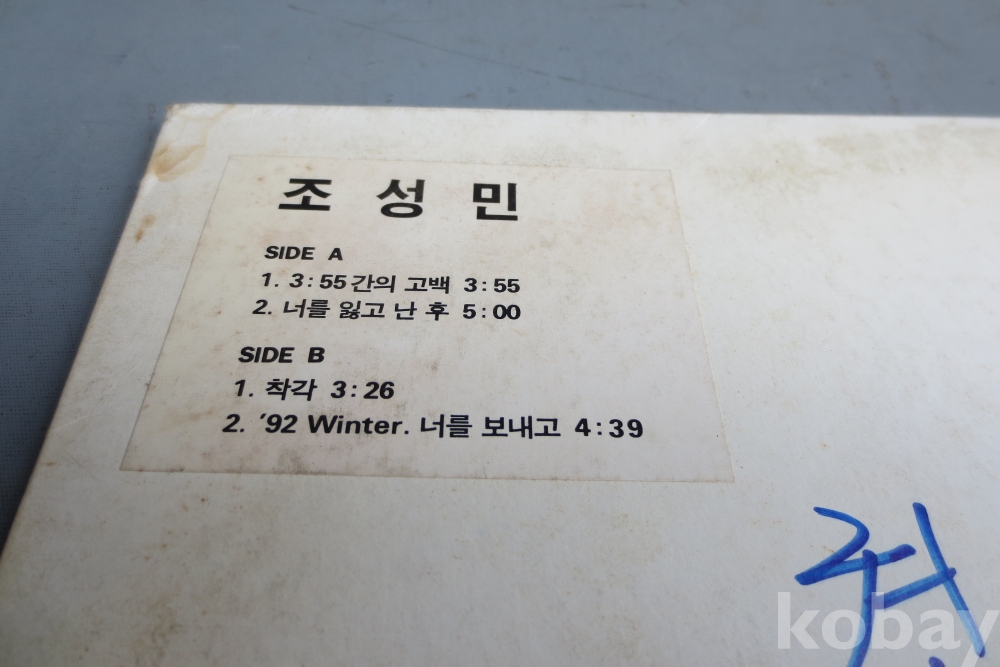 조 성 민
SIDE A
1. 3:55간의 고백 3:55
2. 너를 잃고 난 후 5:00
SIDE B
1. 착각 3:26
2. ’92 Winter. 너를 보내고 4:39
kobay